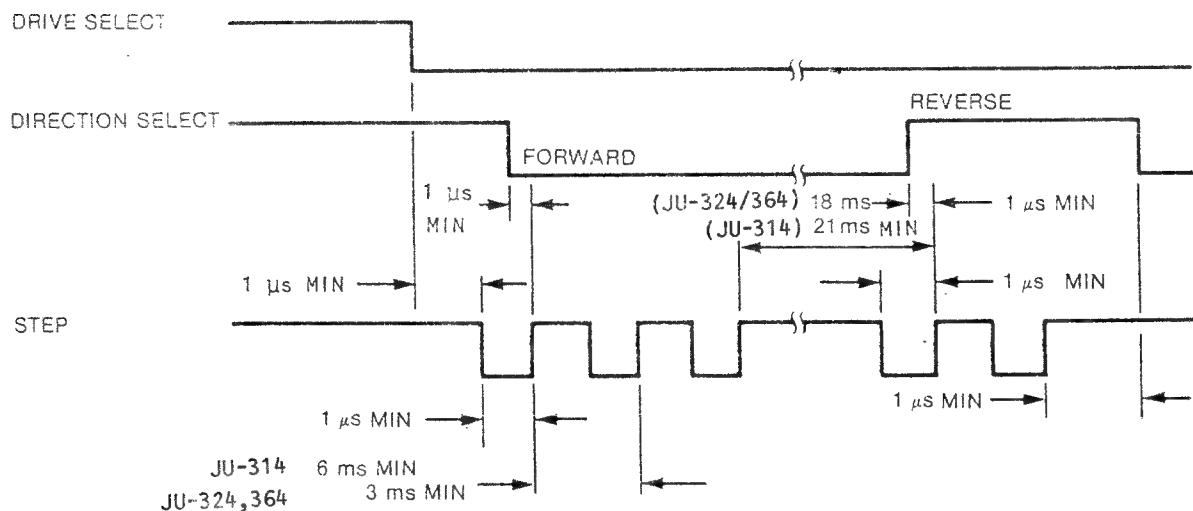 DRIVE SELECT
DIRECTION SELECT
REVERSE
FORWARD
1 µs
MIN
(JU-324/364) 18 ms
1 µs MIN
(JU-314) 21ms MIN
1 µs MIN
1 µs MIN
STEP
1 µs MIN
1 µs MIN
JU-314 6 ms MIN
JU-324,364 3 ms MIN